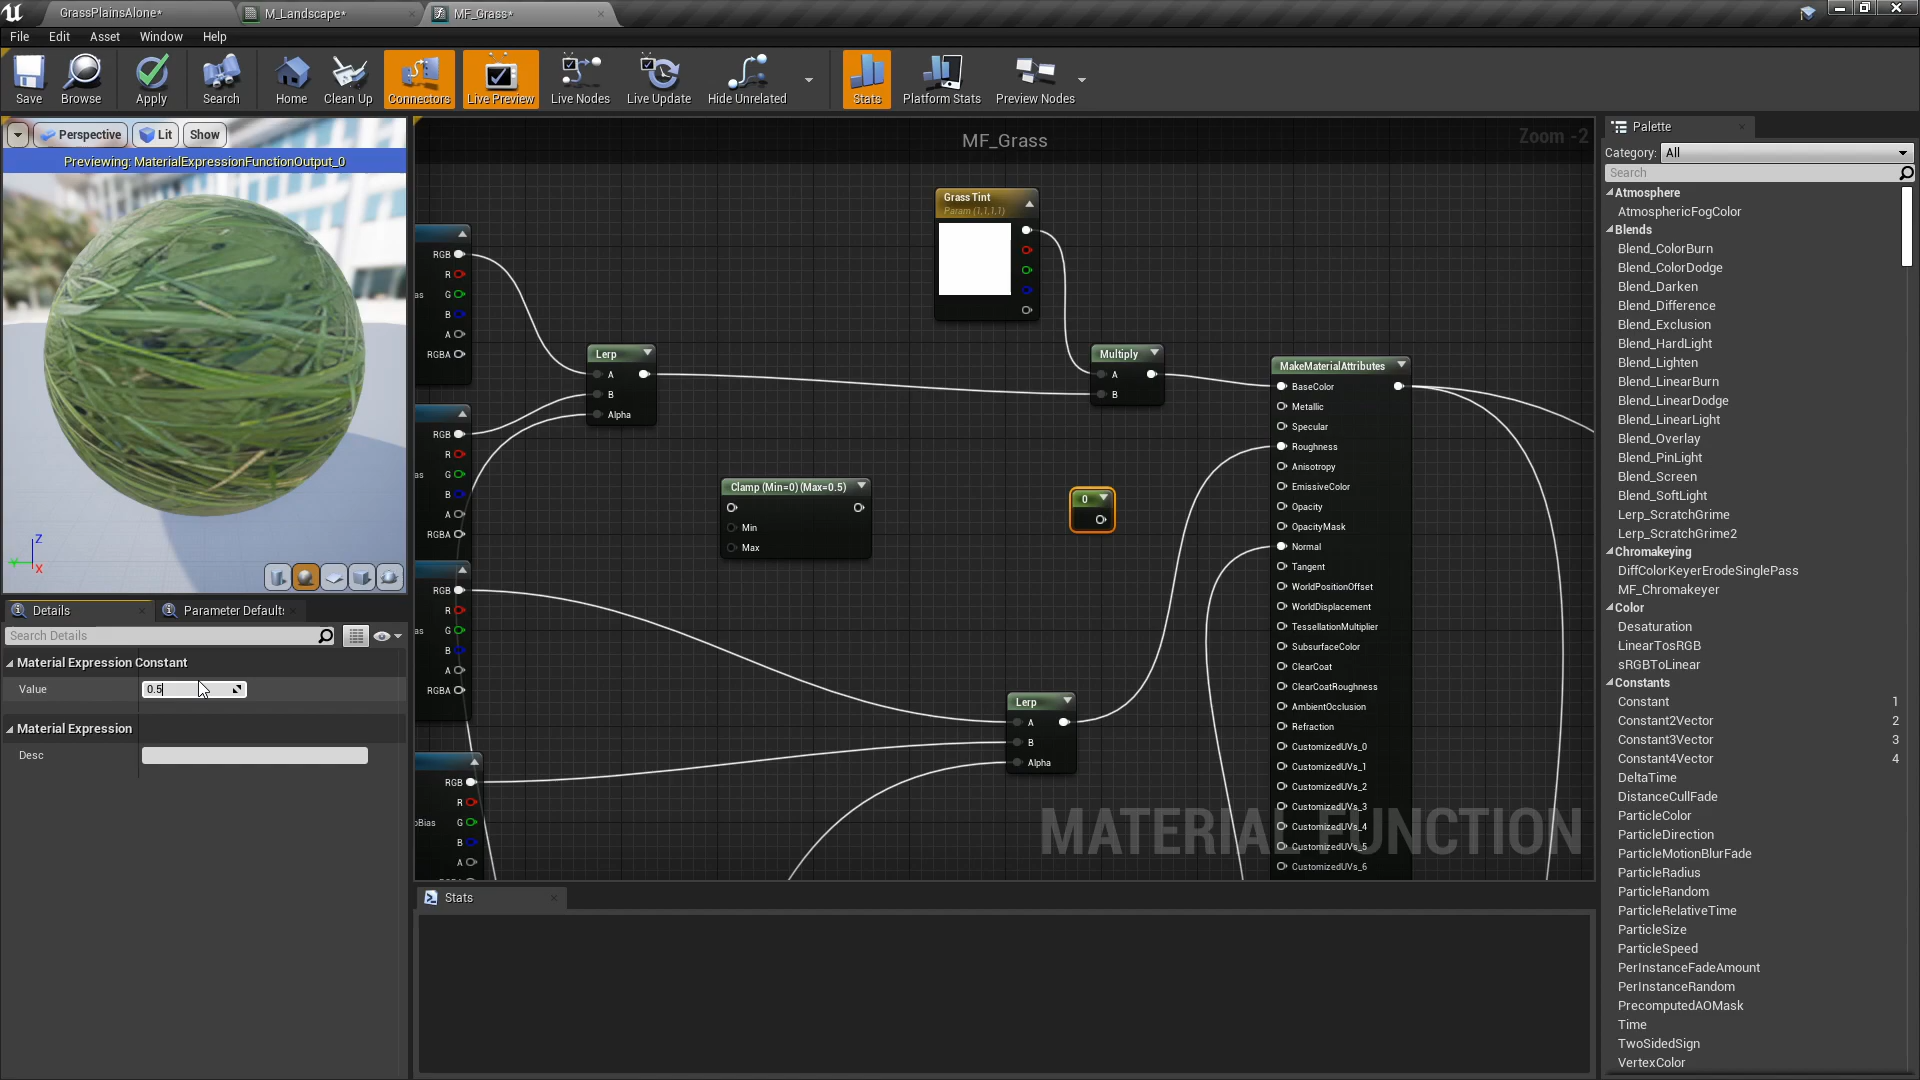 GrassPlainsAlone*
M_Landscape*
MF_Grass*
File Edit Asset Window Help
Save Browse Apply Search Home Clean Up Connectors Live Preview Live Nodes Live Update Hide Unrelated Stats Platform Stats Preview Nodes
Perspective Lit Show
Previewing: MaterialExpressionFunctionOutput_0
Z
Y
X
Details
Parameter Defaults
Search Details
Material Expression Constant
Value 0.5
Material Expression
Desc
MF_Grass
Zoom -2
RGB
R
G
B
A
RGBA
RGB
R
G
B
A
RGBA
RGB
R
G
B
A
RGBA
RGB
R
G
B
A
Lerp
A
B
Alpha
Grass Tint
Param (1,1,1,1)
Multiply
A
B
Clamp (Min=0) (Max=0.5)
Min
Max
0
Lerp
A
B
Alpha
MakeMaterialAttributes
BaseColor
Metallic
Specular
Roughness
Anisotropy
EmissiveColor
Opacity
OpacityMask
Normal
Tangent
WorldPositionOffset
WorldDisplacement
TessellationMultiplier
SubsurfaceColor
ClearCoat
ClearCoatRoughness
AmbientOcclusion
Refraction
CustomizedUVs_0
CustomizedUVs_1
CustomizedUVs_2
CustomizedUVs_3
CustomizedUVs_4
CustomizedUVs_5
CustomizedUVs_6
MATERIAL FUNCTION
Stats
Palette
Category: All
Search
Atmosphere
AtmosphericFogColor
Blends
Blend_ColorBurn
Blend_ColorDodge
Blend_Darken
Blend_Difference
Blend_Exclusion
Blend_HardLight
Blend_Lighten
Blend_LinearBurn
Blend_LinearDodge
Blend_LinearLight
Blend_Overlay
Blend_PinLight
Blend_Screen
Blend_SoftLight
Lerp_ScratchGrime
Lerp_ScratchGrime2
Chromakeying
DiffColorKeyerErodeSinglePass
MF_Chromakeyer
Color
Desaturation
LinearTosRGB
sRGBToLinear
Constants
Constant 1
Constant2Vector 2
Constant3Vector 3
Constant4Vector 4
DeltaTime
DistanceCullFade
ParticleColor
ParticleDirection
ParticleMotionBlurFade
ParticleRadius
ParticleRandom
ParticleRelativeTime
ParticleSize
ParticleSpeed
PerInstanceFadeAmount
PerInstanceRandom
PrecomputedAOMask
Time
TwoSidedSign
VertexColor